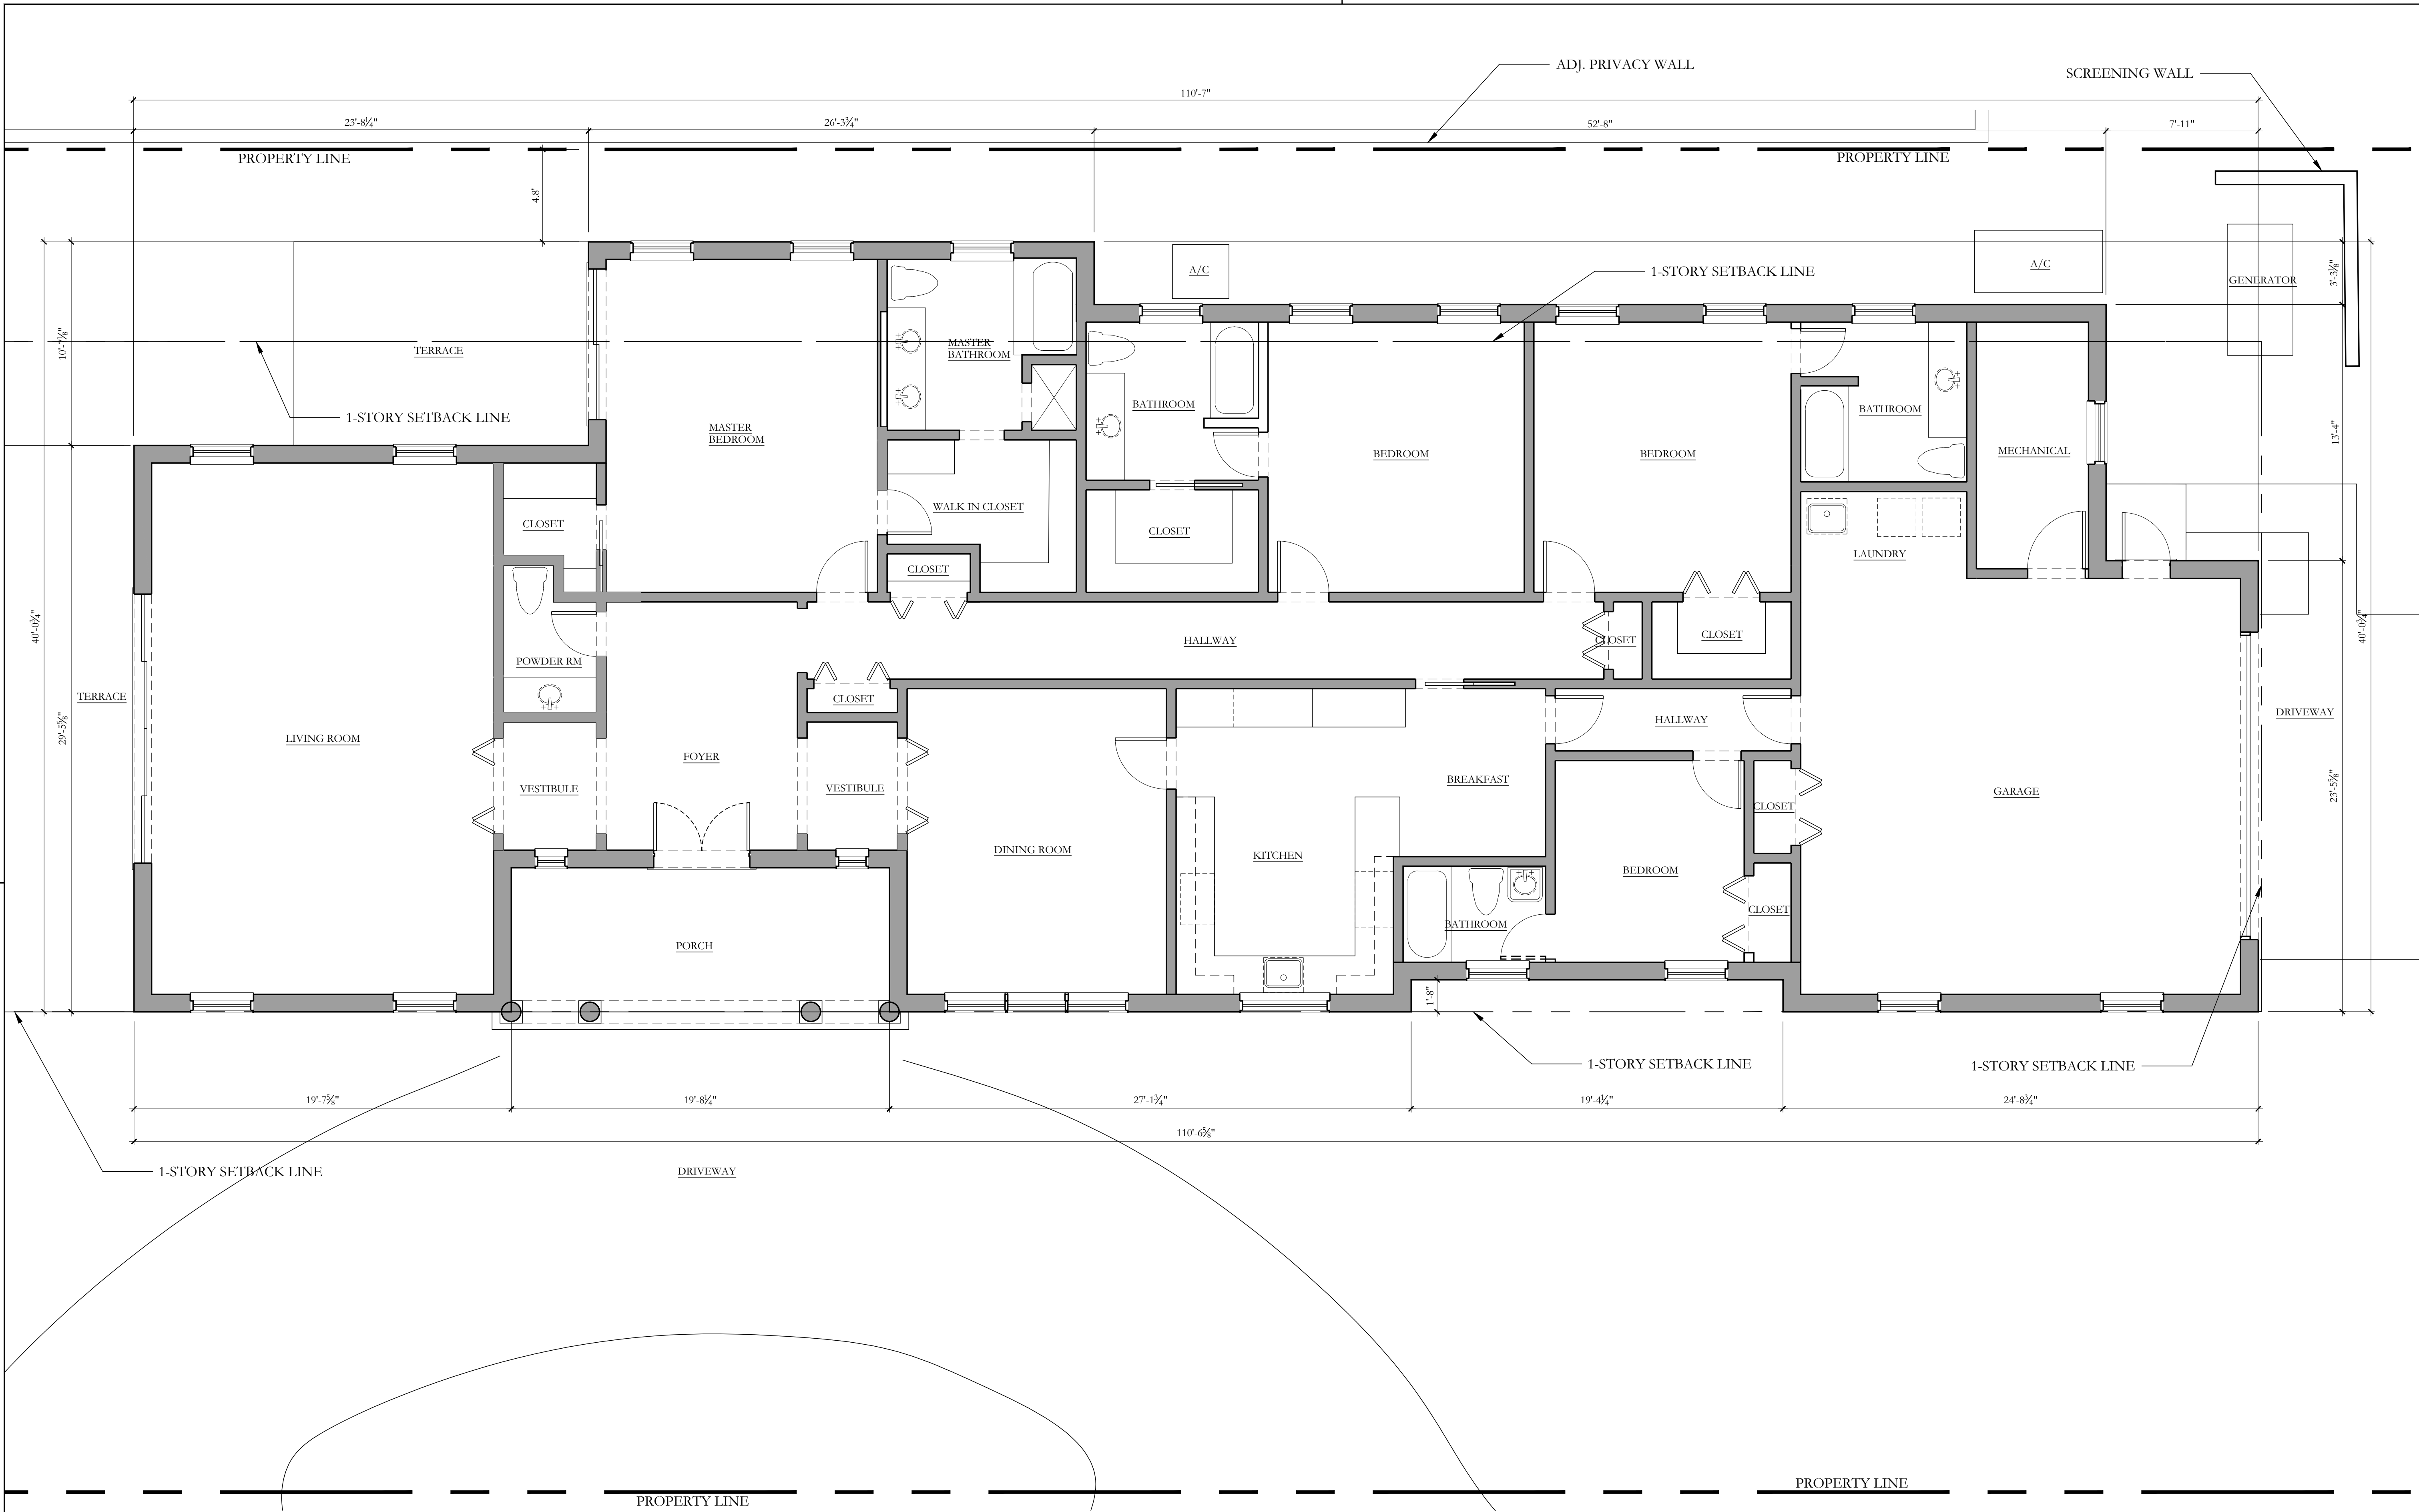 ADJ. PRIVACY WALL
SCREENING WALL
110'-7"
23'-8¼"
26'-3¾"
52'-8"
7'-11"
PROPERTY LINE
PROPERTY LINE
4.8'
A/C
A/C
1-STORY SETBACK LINE
GENERATOR
3'-3⅜"
10'-7⅛"
TERRACE
MASTER
BATHROOM
1-STORY SETBACK LINE
BATHROOM
BATHROOM
MASTER
BEDROOM
13'-4"
BEDROOM
BEDROOM
MECHANICAL
WALK IN CLOSET
CLOSET
CLOSET
LAUNDRY
CLOSET
40'-0¾"
40'-0¾"
HALLWAY
CLOSET
CLOSET
POWDER RM
TERRACE
CLOSET
DRIVEWAY
HALLWAY
29'-5⅝"
LIVING ROOM
FOYER
BREAKFAST
VESTIBULE
VESTIBULE
GARAGE
23'-5⅝"
CLOSET
DINING ROOM
KITCHEN
BEDROOM
CLOSET
BATHROOM
PORCH
1'-8"
1-STORY SETBACK LINE
1-STORY SETBACK LINE
19'-7⅝"
19'-8¼"
27'-1¾"
19'-4¼"
24'-8¾"
110'-6⅝"
1-STORY SETBACK LINE
DRIVEWAY
PROPERTY LINE
PROPERTY LINE